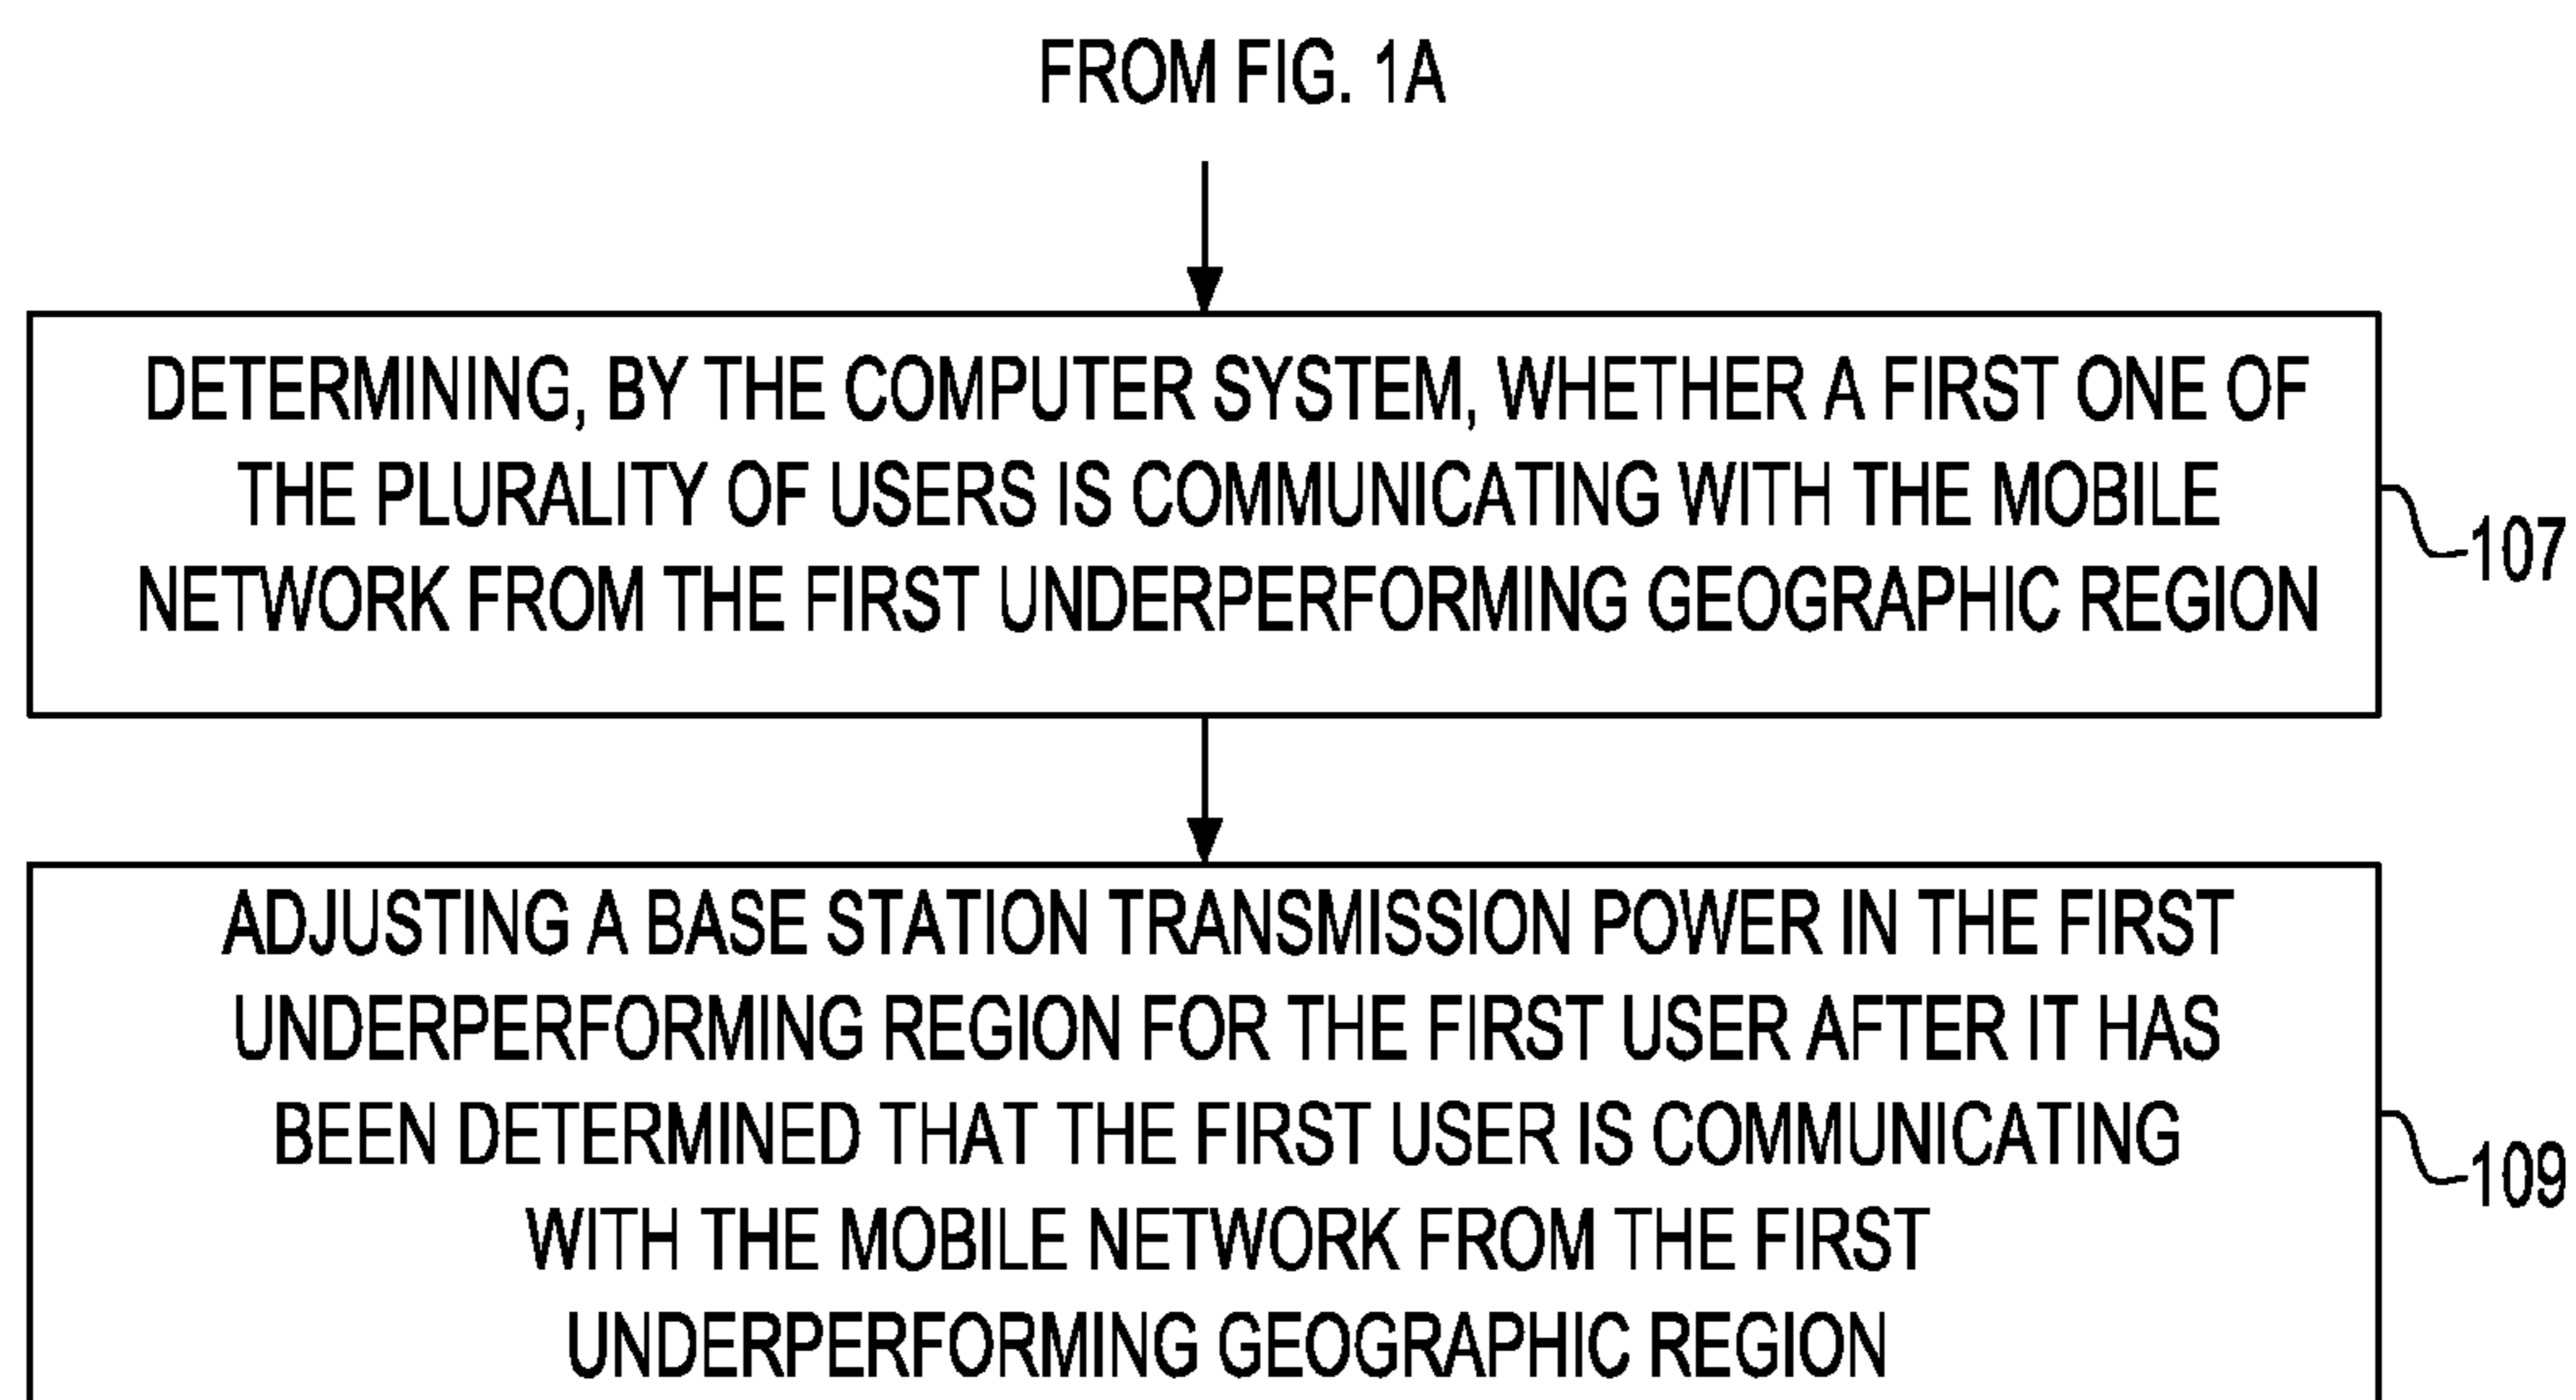 FROM FIG. 1A
DETERMINING, BY THE COMPUTER SYSTEM, WHETHER A FIRST ONE OF
THE PLURALITY OF USERS IS COMMUNICATING WITH THE MOBILE
NETWORK FROM THE FIRST UNDERPERFORMING GEOGRAPHIC REGION
107
ADJUSTING A BASE STATION TRANSMISSION POWER IN THE FIRST
UNDERPERFORMING REGION FOR THE FIRST USER AFTER IT HAS
BEEN DETERMINED THAT THE FIRST USER IS COMMUNICATING
WITH THE MOBILE NETWORK FROM THE FIRST
UNDERPERFORMING GEOGRAPHIC REGION
109